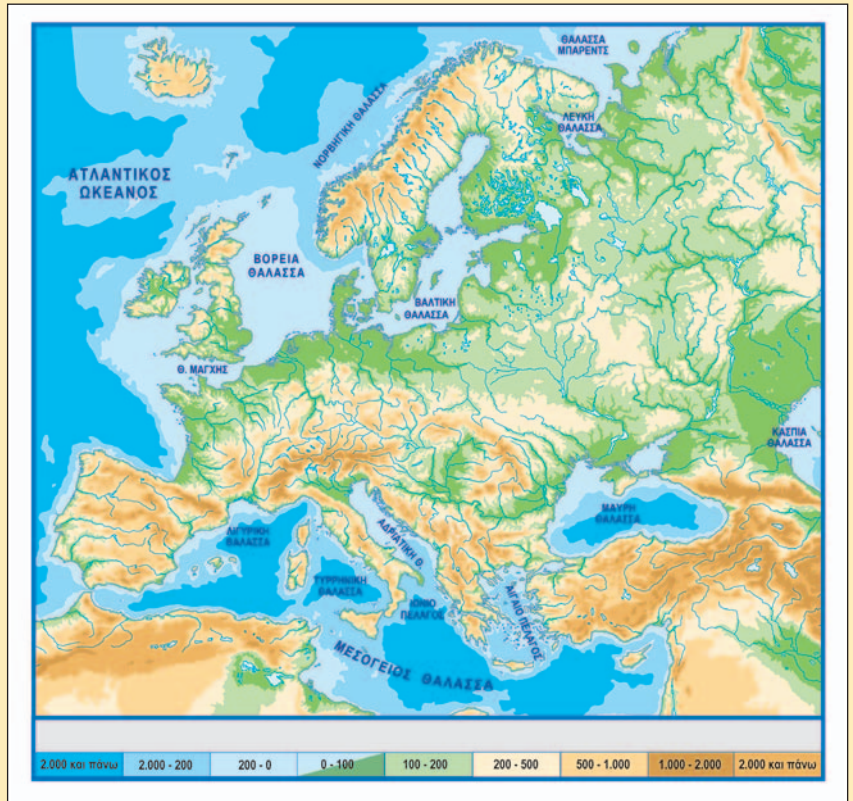 ΘΑΛΑΣΣΑ
ΜΠΑΡΕΝΤΣ
ΝΟΡΒΗΓΙΚΗ ΘΑΛΑΣΣΑ
ΛΕΥΚΗ
ΘΑΛΑΣΣΑ
ΑΤΛΑΝΤΙΚΟΣ
ΩΚΕΑΝΟΣ
ΒΟΡΕΙΑ
ΘΑΛΑΣΣΑ
ΒΑΛΤΙΚΗ
ΘΑΛΑΣΣΑ
Θ. ΜΑΓΧΗΣ
ΚΑΣΠΙΑ
ΘΑΛΑΣΣΑ
ΜΑΥΡΗ
ΘΑΛΑΣΣΑ
ΛΙΓΥΡΙΚΗ
ΘΑΛΑΣΣΑ
ΑΔΡΙΑΤΙΚΗ Θ.
ΤΥΡΡΗΝΙΚΗ
ΘΑΛΑΣΣΑ
ΙΟΝΙΟ
ΠΕΛΑΓΟΣ
ΑΙΓΑΙΟ ΠΕΛΑΓΟΣ
ΜΕΣΟΓΕΙΟΣ ΘΑΛΑΣΣΑ
2.000 και πάνω 2.000 - 200 200 - 0 0 - 100 100 - 200 200 - 500 500 - 1.000 1.000 - 2.000 2.000 και πάνω